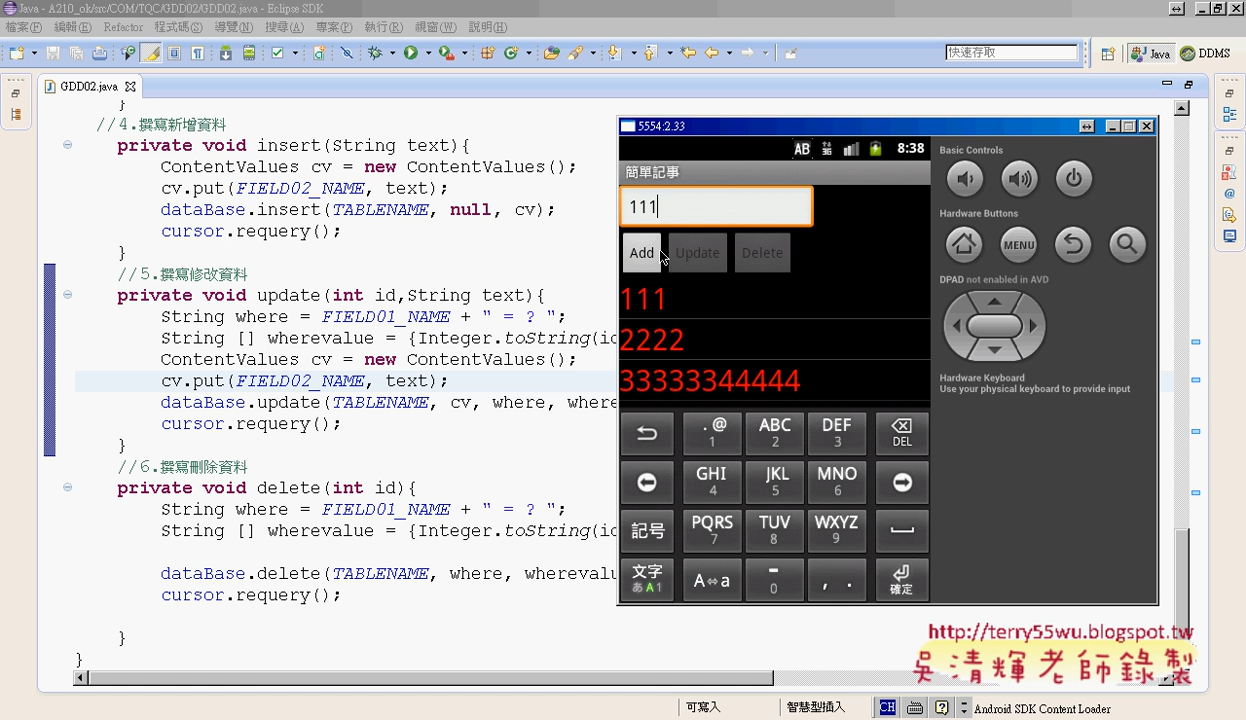 Java - A210_ok/src/COM/TQC/GDD02/GDD02.java - Eclipse SDK
檔案(F) 編輯(E) Refactor 程式碼(S) 導覽(N) 搜尋(A) 專案(P) 執行(R) 視窗(W) 說明(H)
快速存取
Java
DDMS
GDD02.java
}
//4.撰寫新增資料
private void insert(String text){
ContentValues cv = new ContentValues();
cv.put(FIELD02_NAME, text);
dataBase.insert(TABLENAME, null, cv);
cursor.requery();
}
//5.撰寫修改資料
private void update(int id,String text){
String where = FIELD01_NAME + " = ? ";
String [] wherevalue = {Integer.toString(id
ContentValues cv = new ContentValues();
cv.put(FIELD02_NAME, text);
dataBase.update(TABLENAME, cv, where, where
cursor.requery();
}
//6.撰寫刪除資料
private void delete(int id){
String where = FIELD01_NAME + " = ? ";
String [] wherevalue = {Integer.toString(id
dataBase.delete(TABLENAME, where, wherevalu
cursor.requery();
}
}
5554:2.33
AB 8:38
簡單記事
111
Add Update Delete
111
2222
33333344444
. @ ABC DEF
1 2 3 DEL
GHI JKL MNO
4 5 6
記号 PQRS TUV WXYZ
7 8 9
文字 A⇔a - , .
あA1 0 確定
Basic Controls
Hardware Buttons
MENU
DPAD not enabled in AVD
Hardware Keyboard
Use your physical keyboard to provide input
http://terry55wu.blogspot.tw
吳清輝老師錄製
可寫入 智慧型插入 CH Android SDK Content Loader